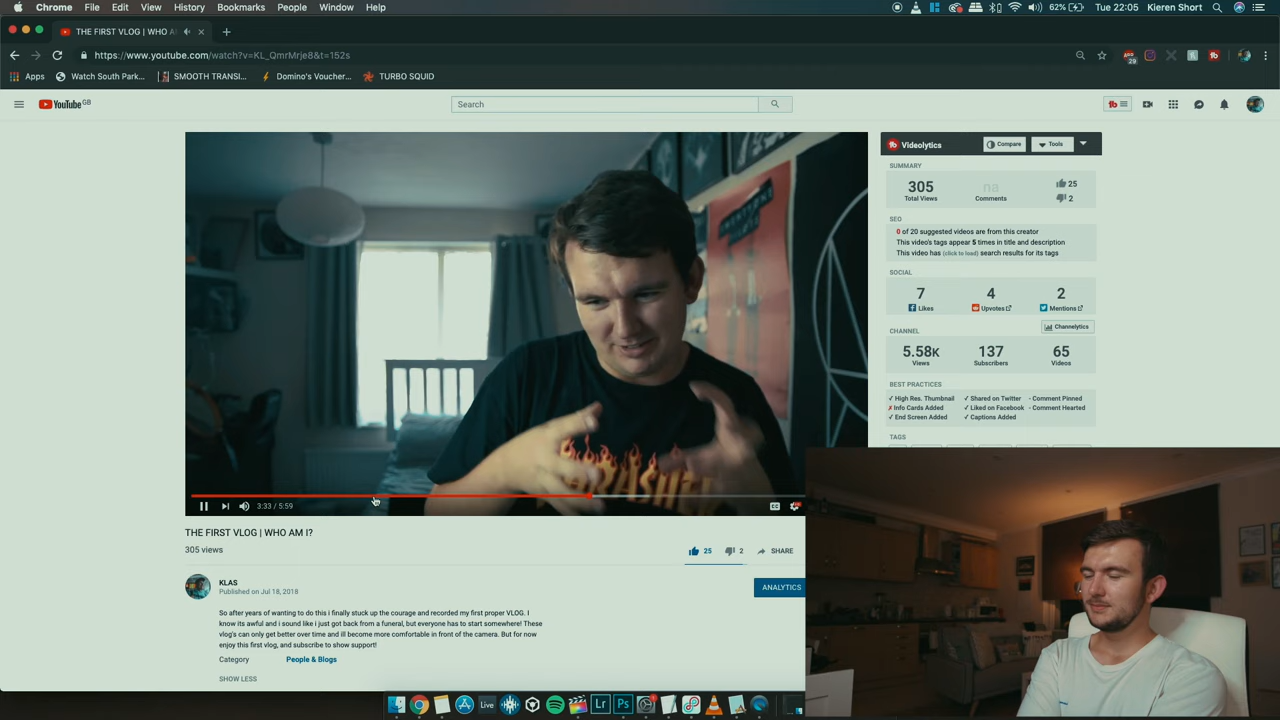 Chrome File Edit View History Bookmarks People Window Help
62% Tue 22:05 Kieren Short
THE FIRST VLOG | WHO A
https://www.youtube.com/watch?v=KL_QmrMrje8&t=152s
29
Apps Watch South Park... SMOOTH TRANSI... Domino's Voucher... TURBO SQUID
YouTube GB
Search
Videolytics Compare Tools
SUMMARY
305 na 25
Total Views Comments 2
SEO
0 of 20 suggested videos are from this creator
This video's tags appear 5 times in title and description
This video has (click to load) search results for its tags
SOCIAL
7 4 2
Likes Upvotes Mentions
CHANNEL Channelytics
5.58K 137 65
Views Subscribers Videos
BEST PRACTICES
✓ High Res. Thumbnail ✓ Shared on Twitter - Comment Pinned
✗ Info Cards Added ✓ Liked on Facebook - Comment Hearted
✓ End Screen Added ✓ Captions Added
TAGS
3:33 / 5:59
THE FIRST VLOG | WHO AM I?
305 views
25 2 SHARE
KLAS
Published on Jul 18, 2018
ANALYTICS
So after years of wanting to do this i finally stuck up the courage and recorded my first proper VLOG. I
know its awful and i sound like i just got back from a funeral, but everyone has to start somewhere! These
vlog's can only get better over time and ill become more comfortable in front of the camera. But for now
enjoy this first vlog, and subscribe to show support!
Category People & Blogs
SHOW LESS
Live Lr Ps